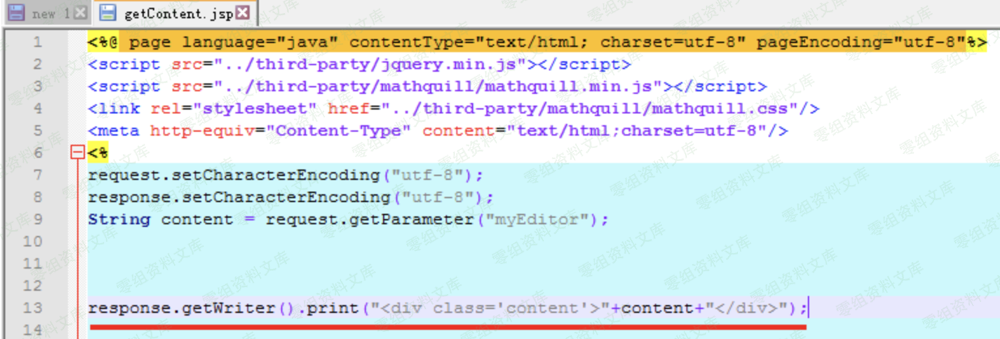 new 1 getContent.jsp
1 <%@ page language="java" contentType="text/html; charset=utf-8" pageEncoding="utf-8"%>
2 <script src="../third-party/jquery.min.js"></script>
3 <script src="../third-party/mathquill/mathquill.min.js"></script>
4 <link rel="stylesheet" href="../third-party/mathquill/mathquill.css"/>
5 <meta http-equiv="Content-Type" content="text/html;charset=utf-8"/>
6 <%
7 request.setCharacterEncoding("utf-8");
8 response.setCharacterEncoding("utf-8");
9 String content = request.getParameter("myEditor");
10
11
12
13 response.getWriter().print("<div class='content'>"+content+"</div>");
14
零组资料文库